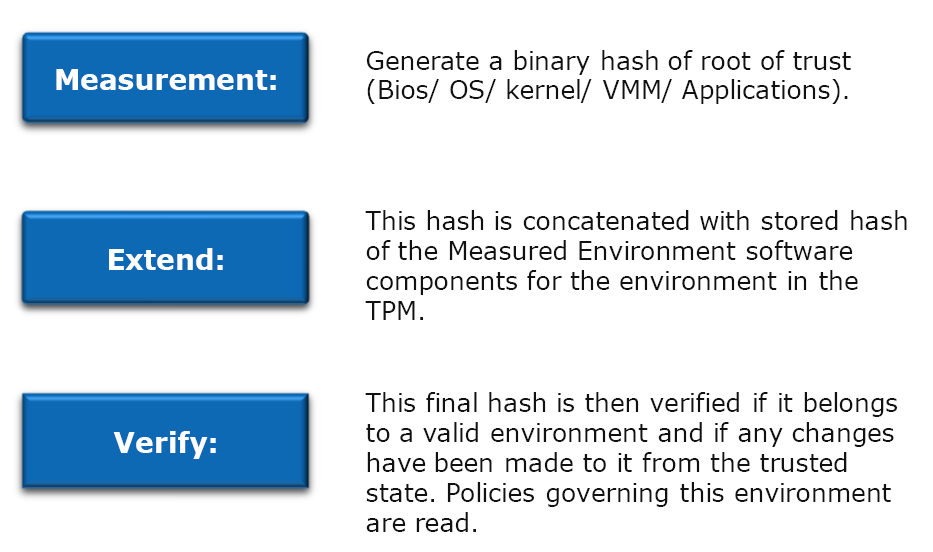 Measurement:
Generate a binary hash of root of trust
(Bios/ OS/ kernel/ VMM/ Applications).
Extend:
This hash is concatenated with stored hash
of the Measured Environment software
components for the environment in the
TPM.
Verify:
This final hash is then verified if it belongs
to a valid environment and if any changes
have been made to it from the trusted
state. Policies governing this environment
are read.